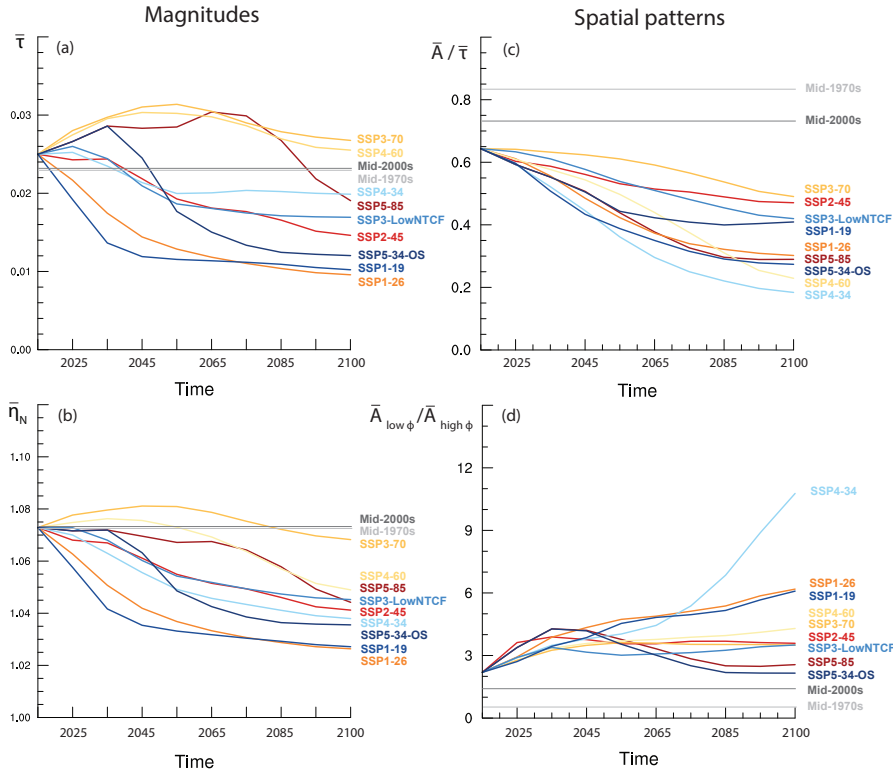 Magnitudes
Spatial patterns
τ̄
(a)
0.03
0.02
0.01
0.00
2025 2045 2065 2085 2100
Time
SSP3-70
SSP4-60
Mid-2000s
Mid-1970s
SSP4-34
SSP5-85
SSP3-LowNTCF
SSP2-45
SSP5-34-OS
SSP1-19
SSP1-26
Ā / τ̄
(c)
0.8
0.6
0.4
0.2
0.0
2025 2045 2065 2085 2100
Time
Mid-1970s
Mid-2000s
SSP3-70
SSP2-45
SSP3-LowNTCF
SSP1-19
SSP1-26
SSP5-85
SSP5-34-OS
SSP4-60
SSP4-34
η̄N
(b)
1.10
1.08
1.06
1.04
1.02
1.00
2025 2045 2065 2085 2100
Time
Mid-2000s
Mid-1970s
SSP3-70
SSP4-60
SSP5-85
SSP3-LowNTCF
SSP2-45
SSP4-34
SSP5-34-OS
SSP1-19
SSP1-26
Ā low ϕ / Ā high ϕ
(d)
12
9
6
3
0
2025 2045 2065 2085 2100
Time
SSP4-34
SSP1-26
SSP1-19
SSP4-60
SSP3-70
SSP2-45
SSP3-LowNTCF
SSP5-85
SSP5-34-OS
Mid-2000s
Mid-1970s